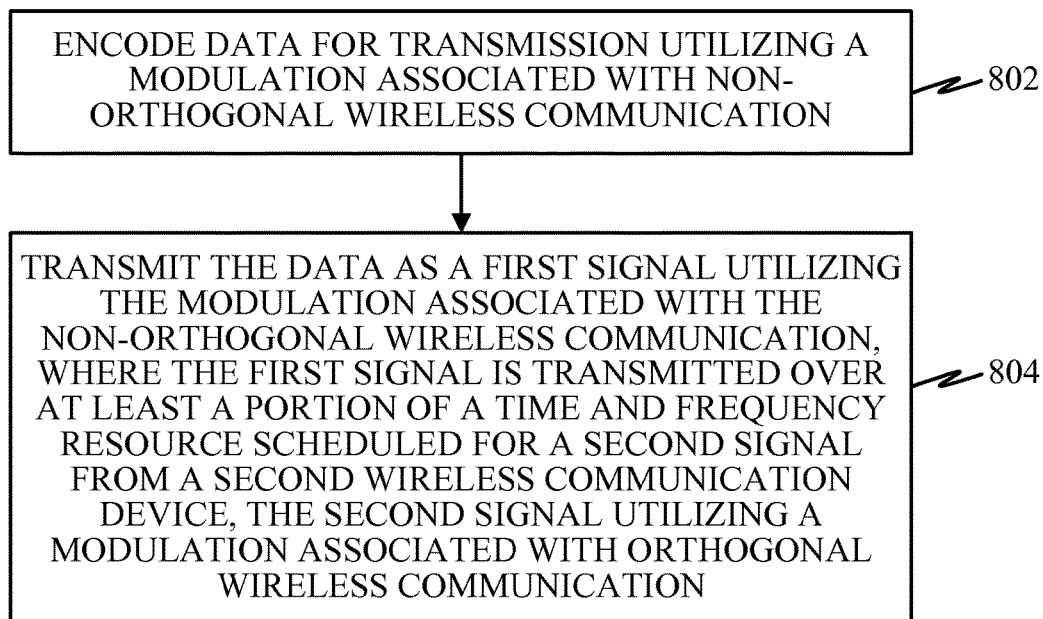 ENCODE DATA FOR TRANSMISSION UTILIZING A
MODULATION ASSOCIATED WITH NON-
ORTHOGONAL WIRELESS COMMUNICATION
802
TRANSMIT THE DATA AS A FIRST SIGNAL UTILIZING
THE MODULATION ASSOCIATED WITH THE
NON-ORTHOGONAL WIRELESS COMMUNICATION,
WHERE THE FIRST SIGNAL IS TRANSMITTED OVER
AT LEAST A PORTION OF A TIME AND FREQUENCY
RESOURCE SCHEDULED FOR A SECOND SIGNAL
FROM A SECOND WIRELESS COMMUNICATION
DEVICE, THE SECOND SIGNAL UTILIZING A
MODULATION ASSOCIATED WITH ORTHOGONAL
WIRELESS COMMUNICATION
804